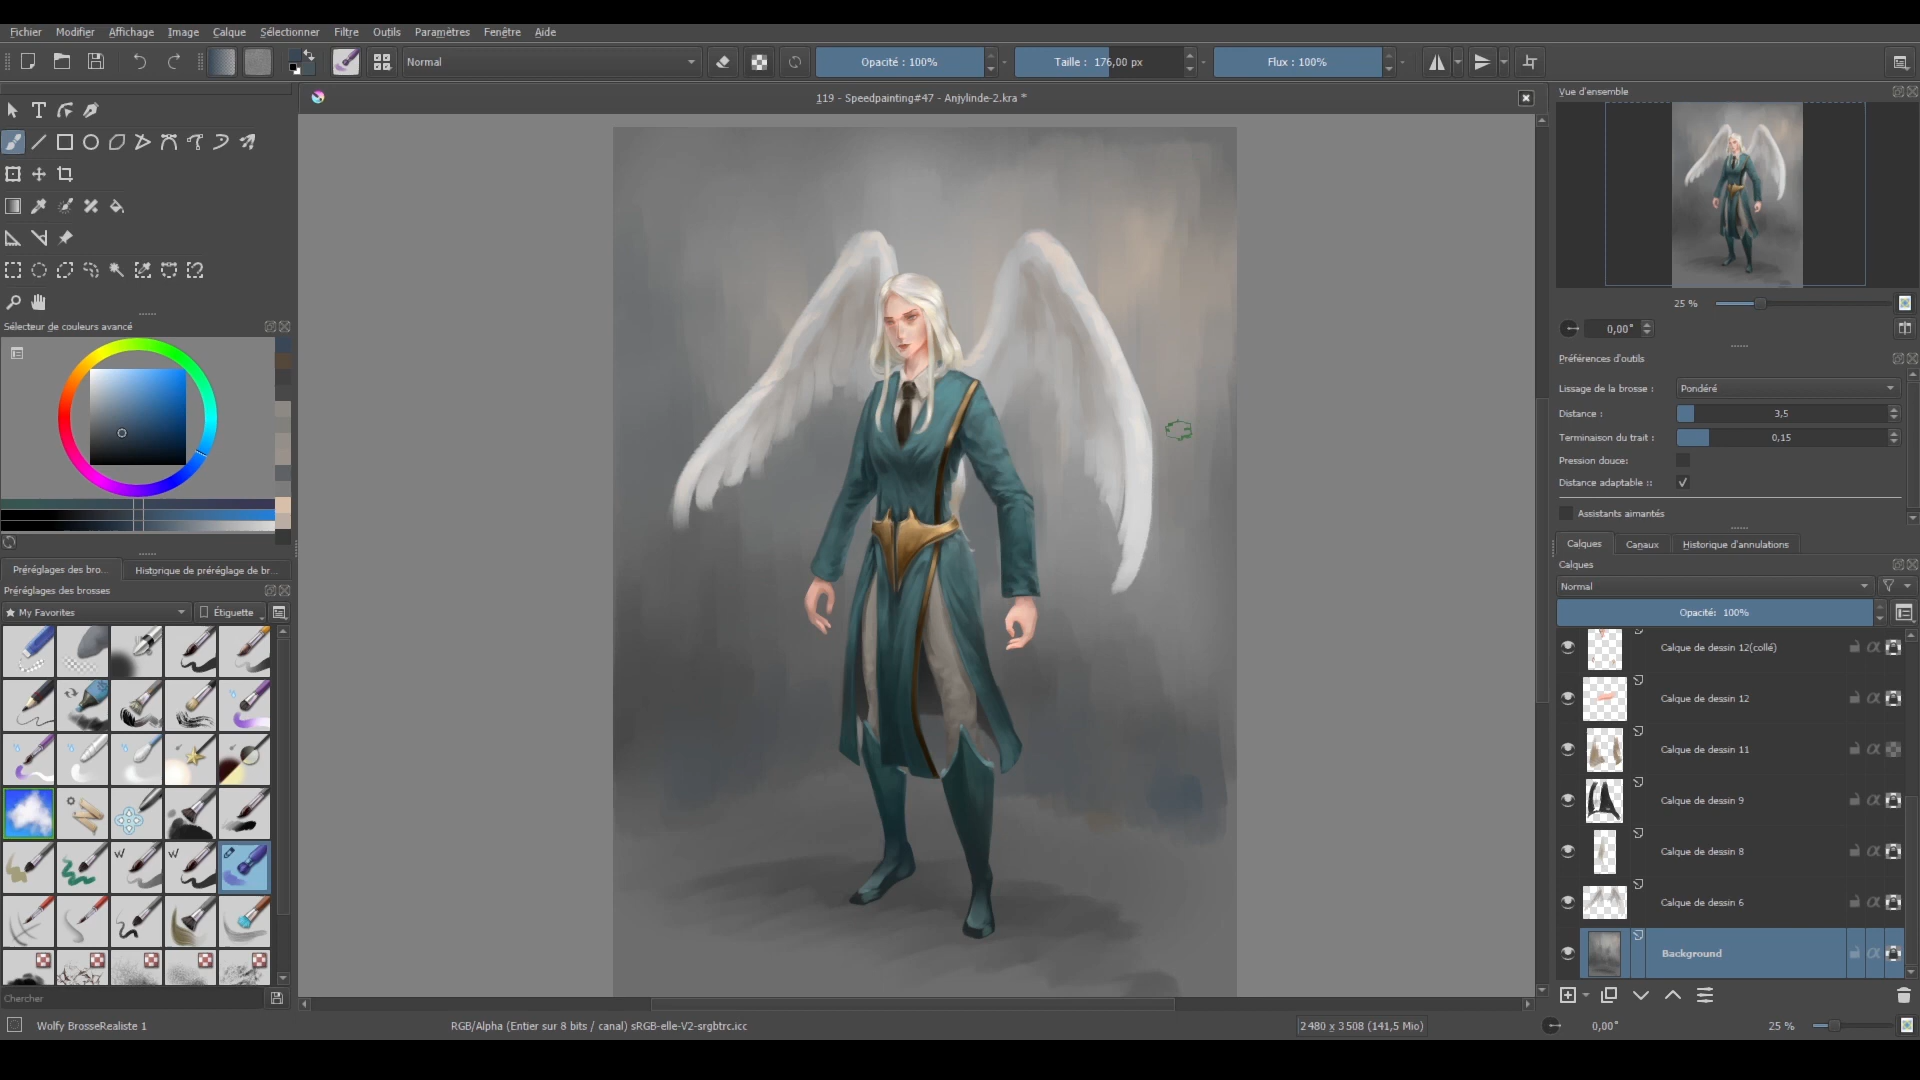 Fichier Modifier Affichage Image Calque Sélectionner Filtre Outils Paramètres Fenêtre Aide
Normal
Opacité : 100%
Taille : 176,00 px
Flux : 100%
119 - Speedpainting#47 - Anjylinde-2.kra *
Vue d'ensemble
25 %
0,00°
Préférences d'outils
Lissage de la brosse : Pondéré
Distance : 3,5
Terminaison du trait : 0,15
Pression douce:
Distance adaptable ::
Assistants aimantés
Calques Canaux Historique d'annulations
Calques
Normal
Opacité: 100%
Calque de dessin 12(collé)
Calque de dessin 12
Calque de dessin 11
Calque de dessin 9
Calque de dessin 8
Calque de dessin 6
Background
Sélecteur de couleurs avancé
Préréglages des bro... Historique de préréglage de br...
Préréglages des brosses
My Favorites Étiquette
W W
Chercher
Wolfy BrosseRealiste 1
RGB/Alpha (Entier sur 8 bits / canal) sRGB-elle-V2-srgbtrc.icc
2 480 x 3 508 (141,5 Mio)
0,00°
25 %